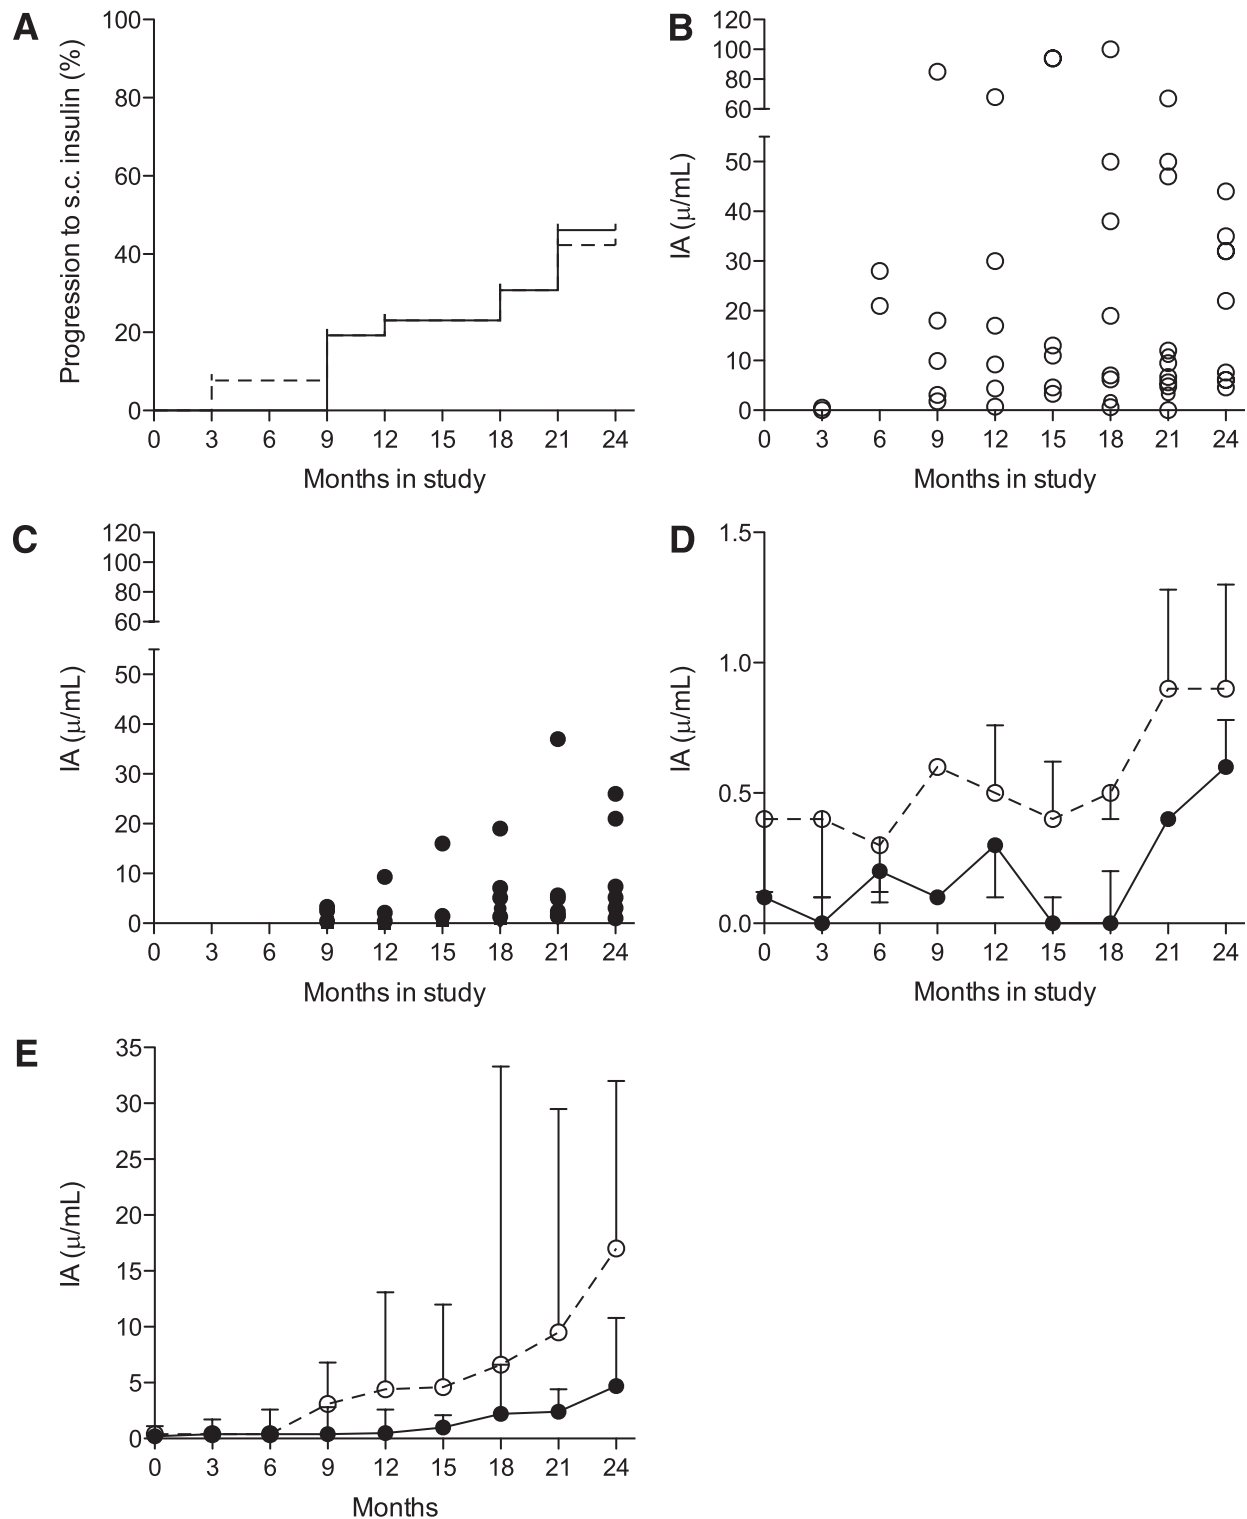 A
Progression to s.c. insulin (%)
100
80
60
40
20
0
0 3 6 9 12 15 18 21 24
Months in study
B
IA (μ/mL)
120
100
80
60
50
40
30
20
10
0
0 3 6 9 12 15 18 21 24
Months in study
C
IA (μ/mL)
120
100
80
60
50
40
30
20
10
0
0 3 6 9 12 15 18 21 24
Months in study
D
IA (μ/mL)
1.5
1.0
0.5
0.0
0 3 6 9 12 15 18 21 24
Months in study
E
IA (μ/mL)
35
30
25
20
15
10
5
0
0 3 6 9 12 15 18 21 24
Months